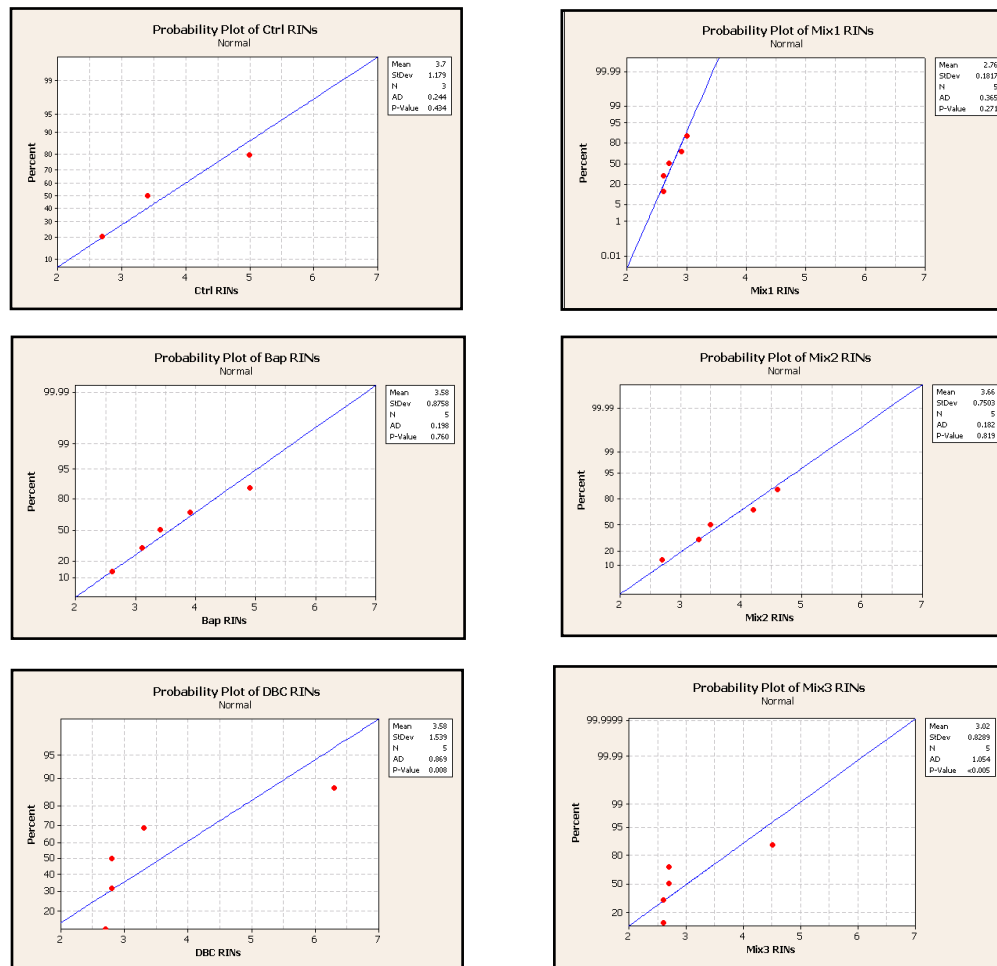 Probability Plot of Ctrl RINs
Normal
Mean 3.7
StDev 1.179
N 3
AD 0.244
P-Value 0.434
Percent
99
95
90
80
70
60
50
40
30
20
10
2 3 4 5 6 7
Ctrl RINs
Probability Plot of Mix1 RINs
Normal
Mean 2.76
StDev 0.1817
N 5
AD 0.365
P-Value 0.271
Percent
99.99
99
95
80
50
20
5
1
0.01
2 3 4 5 6 7
Mix1 RINs
Probability Plot of Bap RINs
Normal
Mean 3.58
StDev 0.8758
N 5
AD 0.198
P-Value 0.760
Percent
99.99
99
95
80
50
20
10
2 3 4 5 6 7
Bap RINs
Probability Plot of Mix2 RINs
Normal
Mean 3.66
StDev 0.7503
N 5
AD 0.182
P-Value 0.819
Percent
99.99
99
95
80
50
20
10
2 3 4 5 6 7
Mix2 RINs
Probability Plot of DBC RINs
Normal
Mean 3.58
StDev 1.539
N 5
AD 0.869
P-Value 0.008
Percent
95
90
80
70
60
50
40
30
20
2 3 4 5 6 7
DBC RINs
Probability Plot of Mix3 RINs
Normal
Mean 3.02
StDev 0.8289
N 5
AD 1.054
P-Value <0.005
Percent
99.9999
99.99
99
95
80
50
20
2 3 4 5 6 7
Mix3 RINs